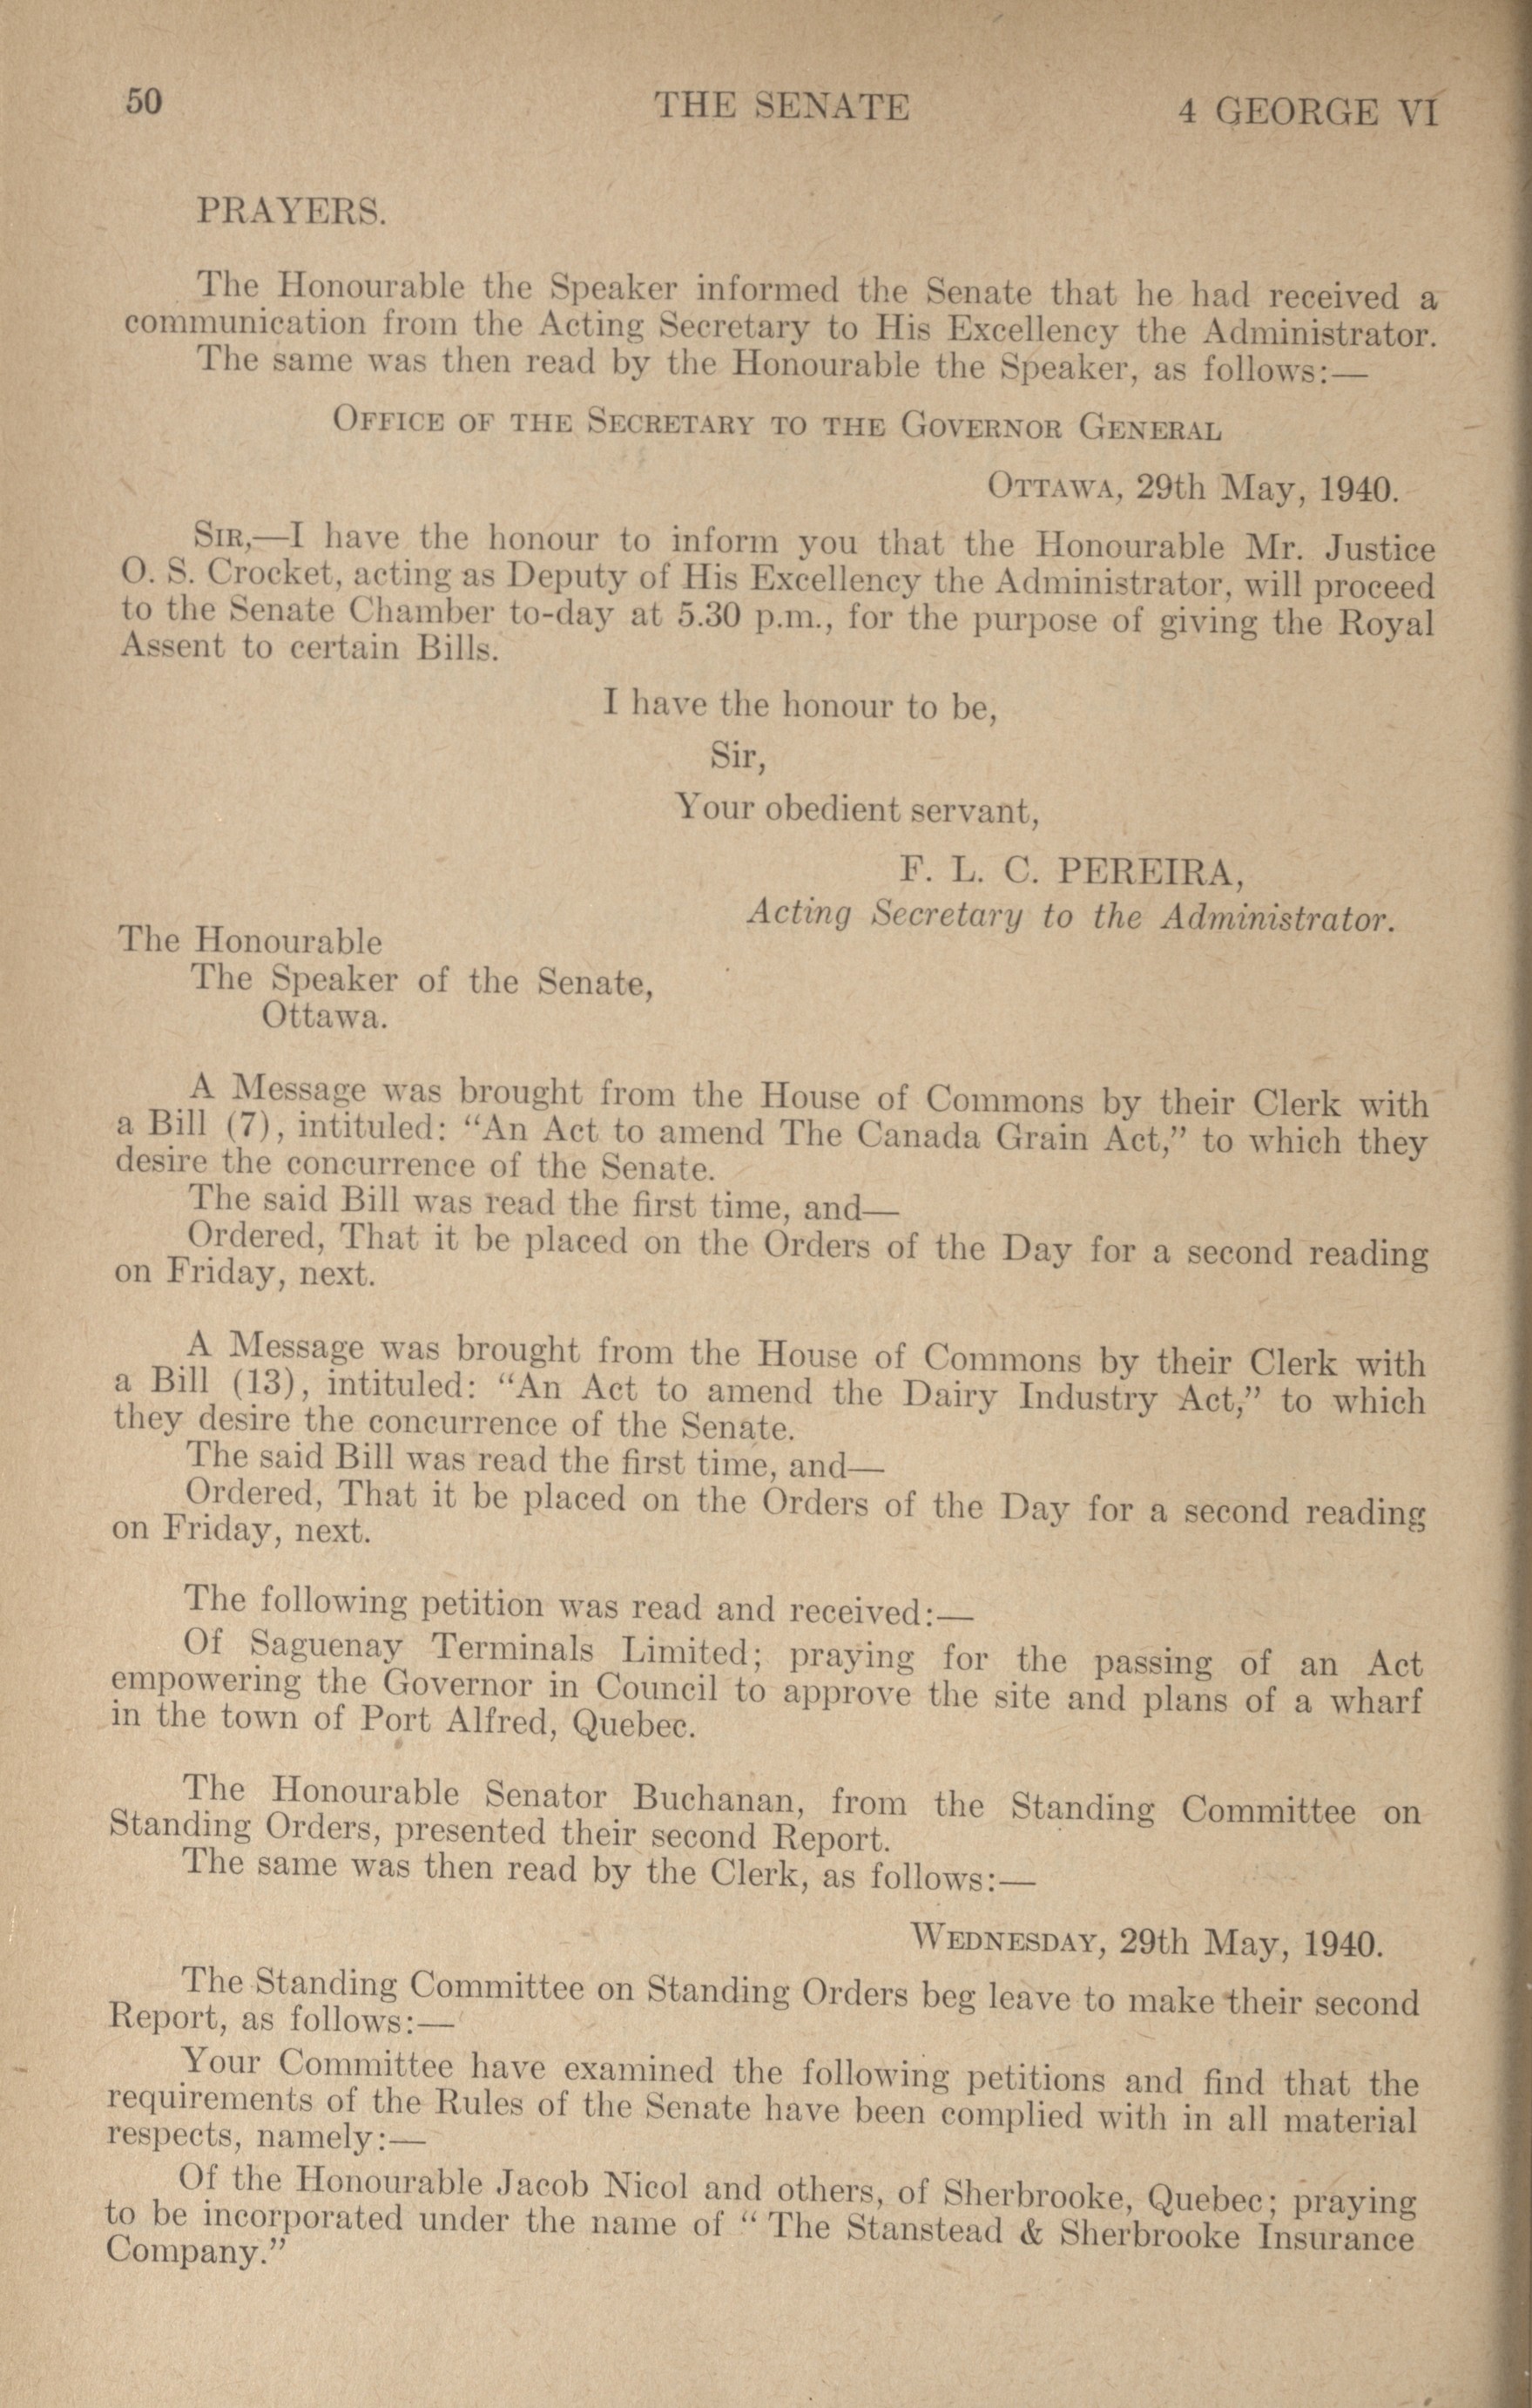 50 THE SENATE 4 GEORGE VI
PRAYERS.
The Honourable the Speaker informed the Senate that he had received a
communication from the Acting Secretary to His Excellency the Administrator.
The same was then read by the Honourable the Speaker, as follows:—
OFFICE OF THE SECRETARY TO THE GOVERNOR GENERAL
OTTAWA, 29th May, 1940.
SIR,—I have the honour to inform you that the Honourable Mr. Justice
O. S. Crocket, acting as Deputy of His Excellency the Administrator, will proceed
to the Senate Chamber to-day at 5.30 p.m., for the purpose of giving the Royal
Assent to certain Bills.
I have the honour to be,
Sir,
Your obedient servant,
F. L. C. PEREIRA,
Acting Secretary to the Administrator.
The Honourable
The Speaker of the Senate,
Ottawa.
A Message was brought from the House of Commons by their Clerk with
a Bill (7), intituled: “An Act to amend The Canada Grain Act,” to which they
desire the concurrence of the Senate.
The said Bill was read the first time, and—
Ordered, That it be placed on the Orders of the Day for a second reading
on Friday, next.
A Message was brought from the House of Commons by their Clerk with
a Bill (13), intituled: “An Act to amend the Dairy Industry Act,” to which
they desire the concurrence of the Senate.
The said Bill was read the first time, and—
Ordered, That it be placed on the Orders of the Day for a second reading
on Friday, next.
The following petition was read and received:—
Of Saguenay Terminals Limited; praying for the passing of an Act
empowering the Governor in Council to approve the site and plans of a wharf
in the town of Port Alfred, Quebec.
The Honourable Senator Buchanan, from the Standing Committee on
Standing Orders, presented their second Report.
The same was then read by the Clerk, as follows:—
WEDNESDAY, 29th May, 1940.
The Standing Committee on Standing Orders beg leave to make their second
Report, as follows:—
Your Committee have examined the following petitions and find that the
requirements of the Rules of the Senate have been complied with in all material
respects, namely:—
Of the Honourable Jacob Nicol and others, of Sherbrooke, Quebec; praying
to be incorporated under the name of “ The Stanstead & Sherbrooke Insurance
Company.”